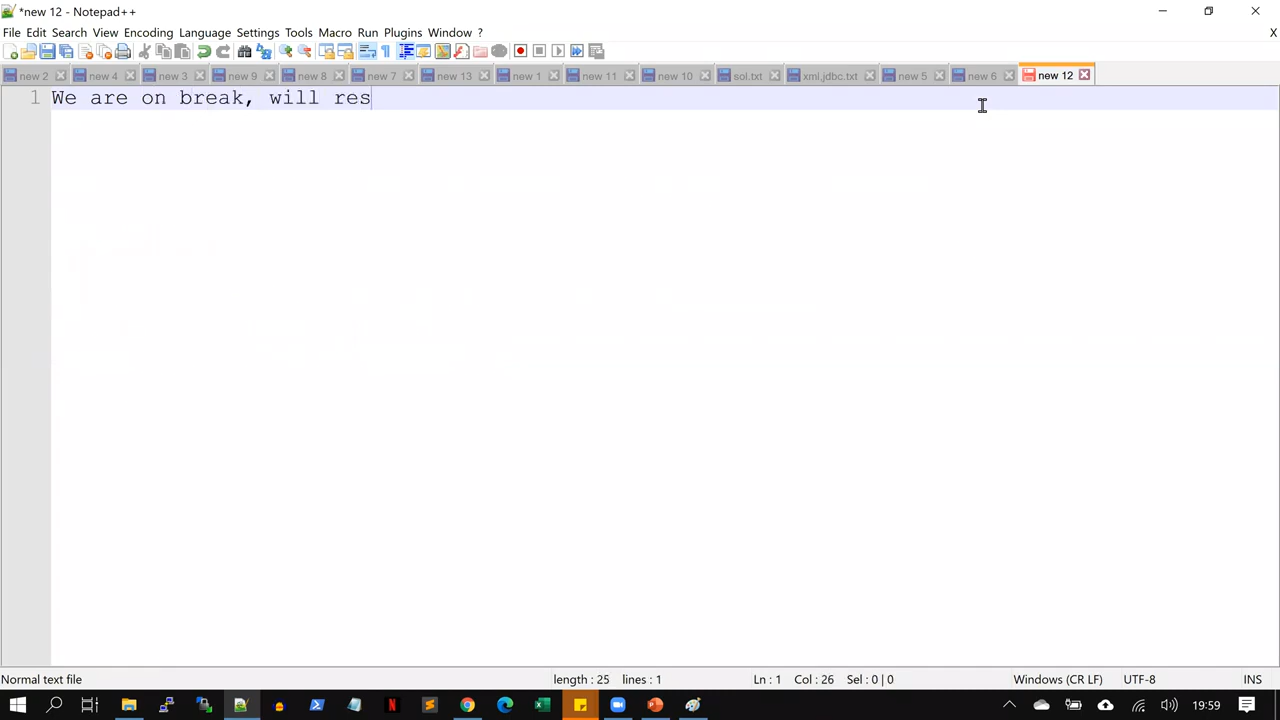 *new 12 - Notepad++
File Edit Search View Encoding Language Settings Tools Macro Run Plugins Window ? X
new 2 new 4 new new 9 new new 7 new 13 new 1 new 11 new 10 sol.txt xml.jdbc.txt new 5 new 6 new 12
1 We are on break, will res
Normal text file length : 25 lines : 1 Ln : 1 Col : 26 Sel : 0 | 0 Windows (CR LF) UTF-8 INS
19:59